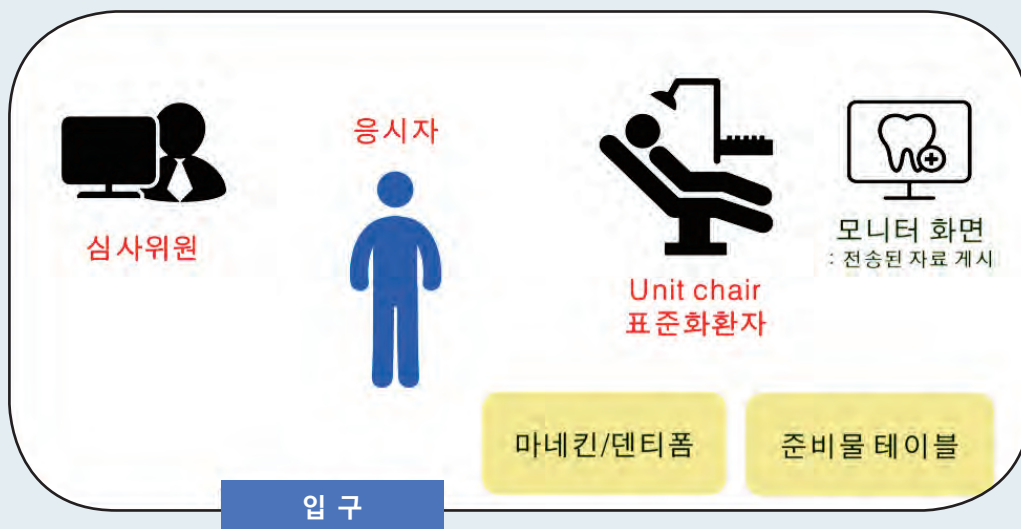 응시자
심사위원
Unit chair
표준화환자
모니터 화면
: 전송된 자료 게시
마네킨/덴티폼
준비물 테이블
입 구